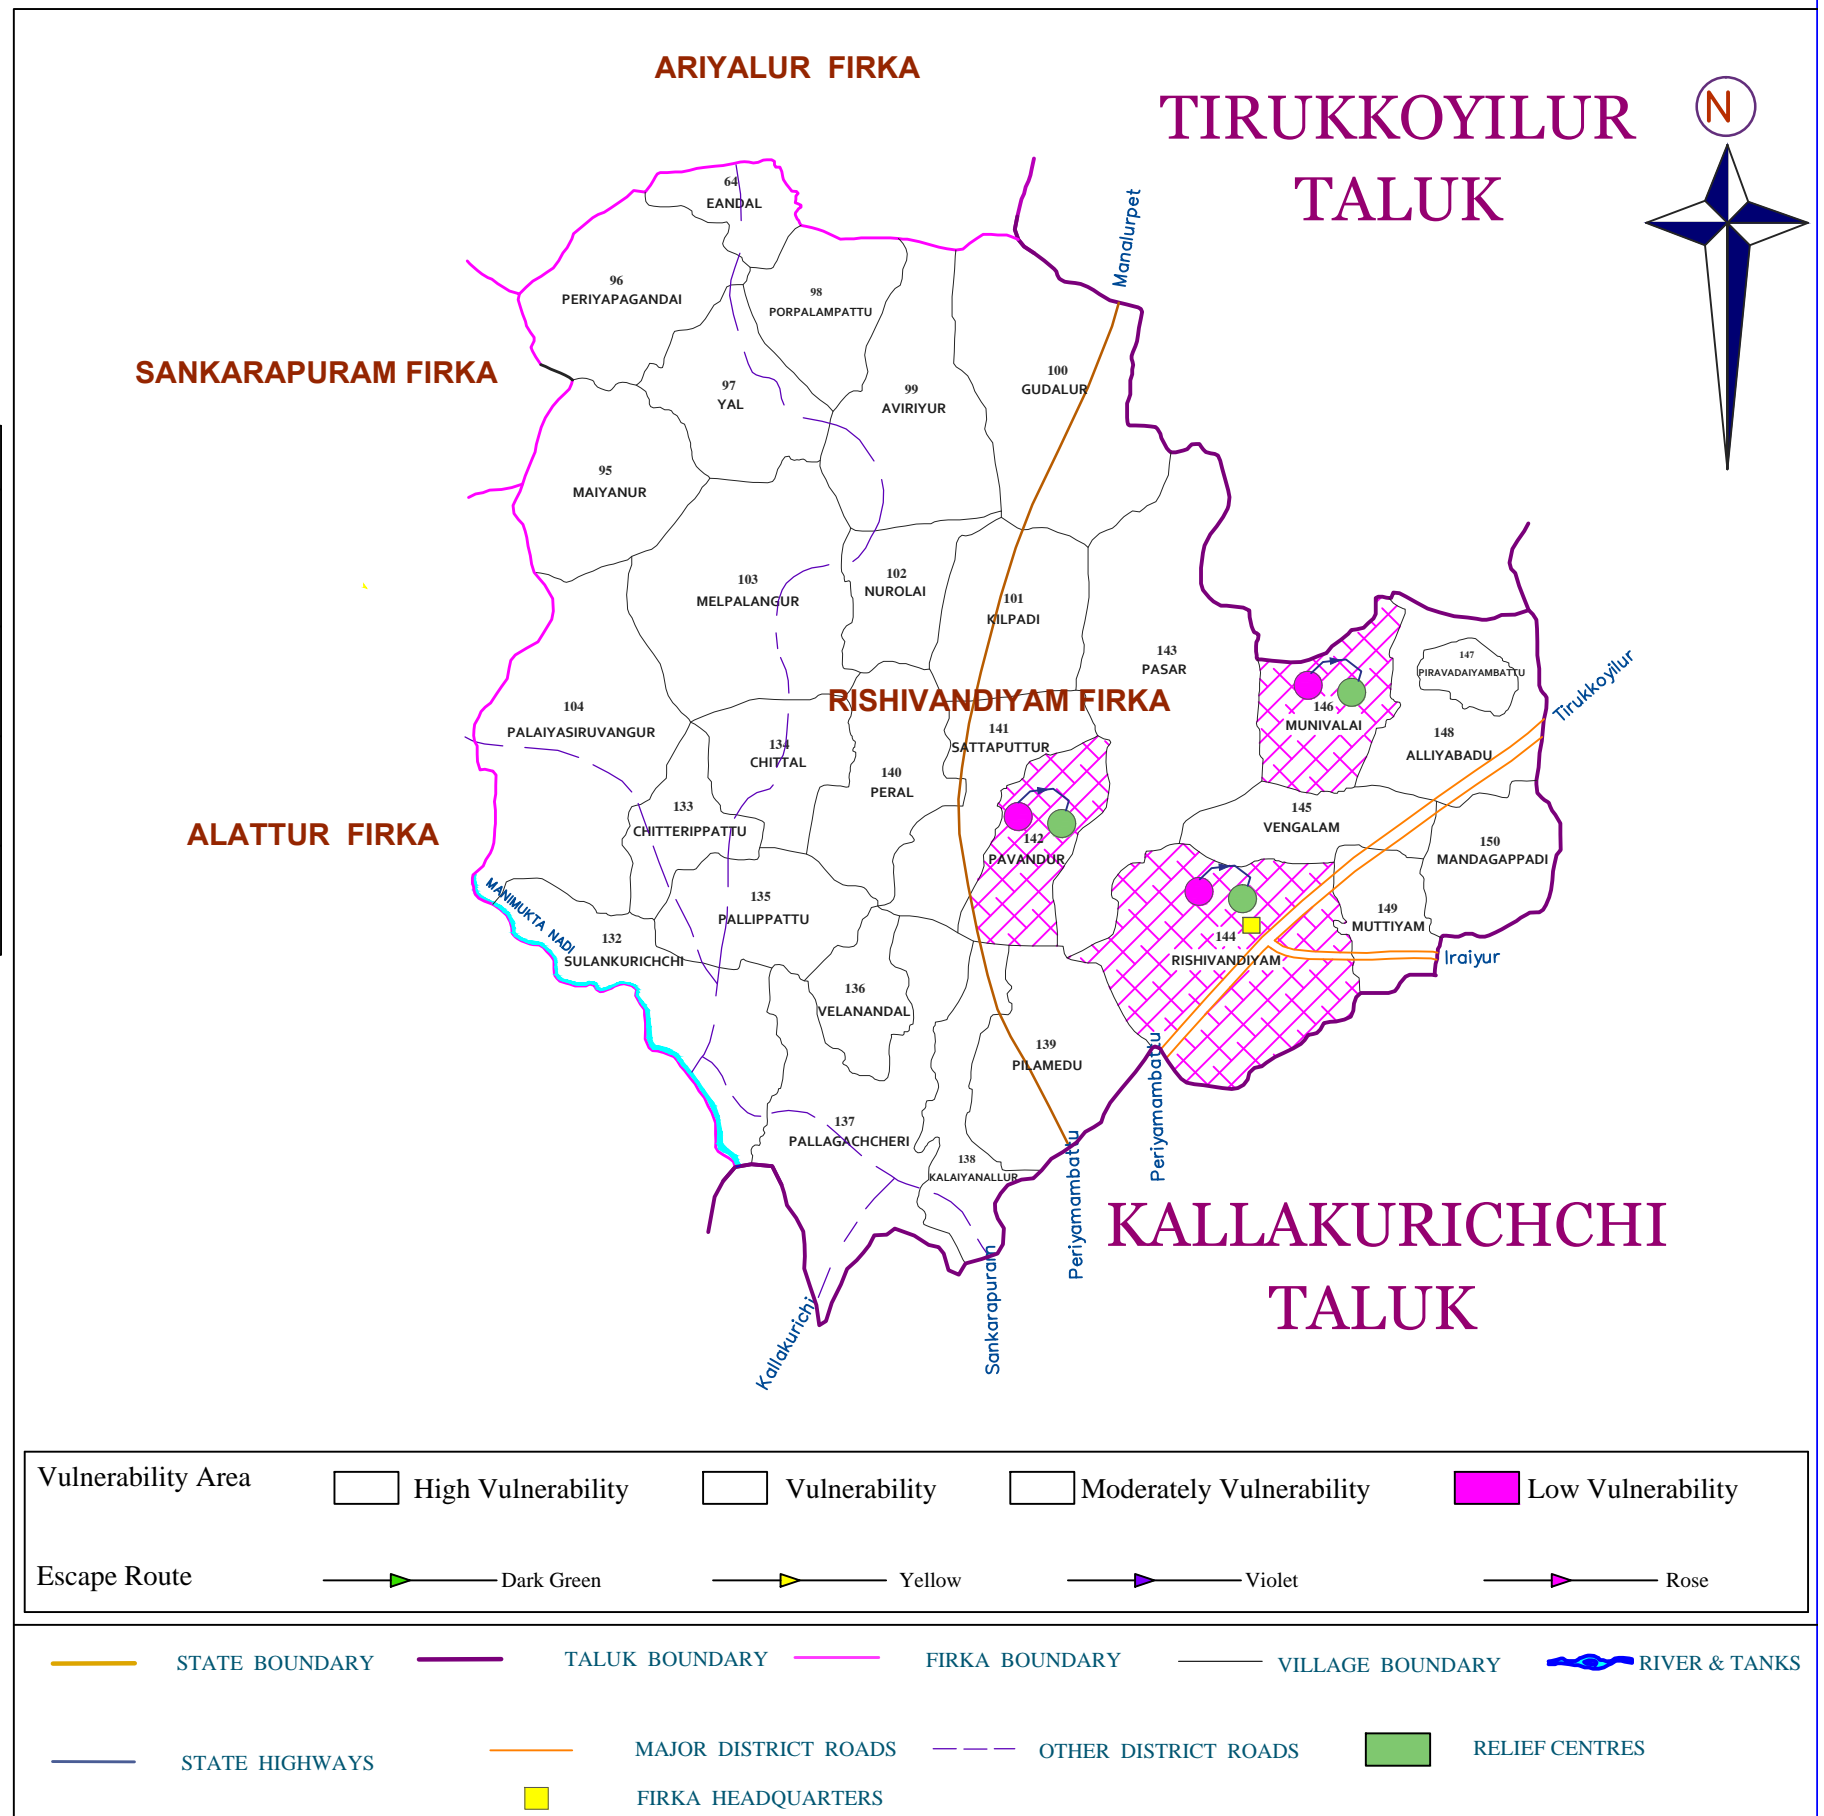 ARIYALUR FIRKA
TIRUKKOYILUR
TALUK
N
64
EANDAL
Manalurpet
96
PERIYAPAGANDAI
98
PORPALAMPATTU
SANKARAPURAM FIRKA
97
YAL
99
AVIRIYUR
100
GUDALUR
95
MAIYANUR
103
MELPALANGUR
102
NUROLAI
101
KILPADI
143
PASAR
147
PIRAVADAIYAMBATTU
Tirukkoyilur
RISHIVANDIYAM FIRKA
146
MUNIVALAI
104
PALAIYASIRUVANGUR
134
CHITTAL
141
SATTAPUTTUR
148
ALLIYABADU
140
PERAL
133
CHITTERIPPATTU
145
VENGALAM
ALATTUR FIRKA
142
PAVANDUR
150
MANDAGAPPADI
MANIMUKTA NADI
135
PALLIPPATTU
149
MUTTIYAM
132
SULANKURICHCHI
144
RISHIVANDIYAM
Iraiyur
136
VELANANDAL
139
PILAMEDU
Periyamambattu
137
PALLAGACHCHERI
138
KALAIYANALLUR
Periyamambattu
KALLAKURICHCHI
TALUK
Sankarapuram
Kallakurichi
Vulnerability Area
High Vulnerability
Vulnerability
Moderately Vulnerability
Low Vulnerability
Escape Route
Dark Green
Yellow
Violet
Rose
STATE BOUNDARY
TALUK BOUNDARY
FIRKA BOUNDARY
VILLAGE BOUNDARY
RIVER & TANKS
STATE HIGHWAYS
MAJOR DISTRICT ROADS
OTHER DISTRICT ROADS
RELIEF CENTRES
FIRKA HEADQUARTERS